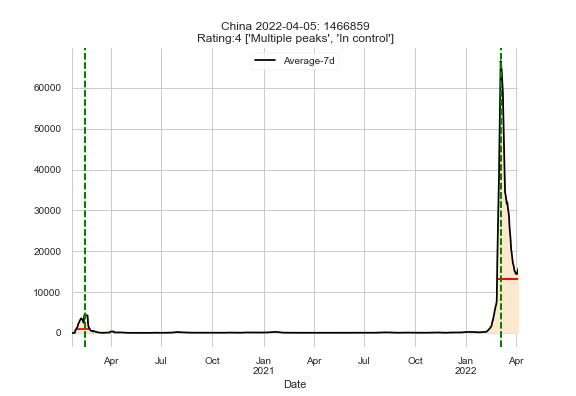 China 2022-04-05: 1466859
Rating:4 ['Multiple peaks', 'In control']
Average-7d
60000
50000
40000
30000
20000
10000
0
Apr Jul Oct Jan Apr Jul Oct Jan Apr
2021 2022
Date